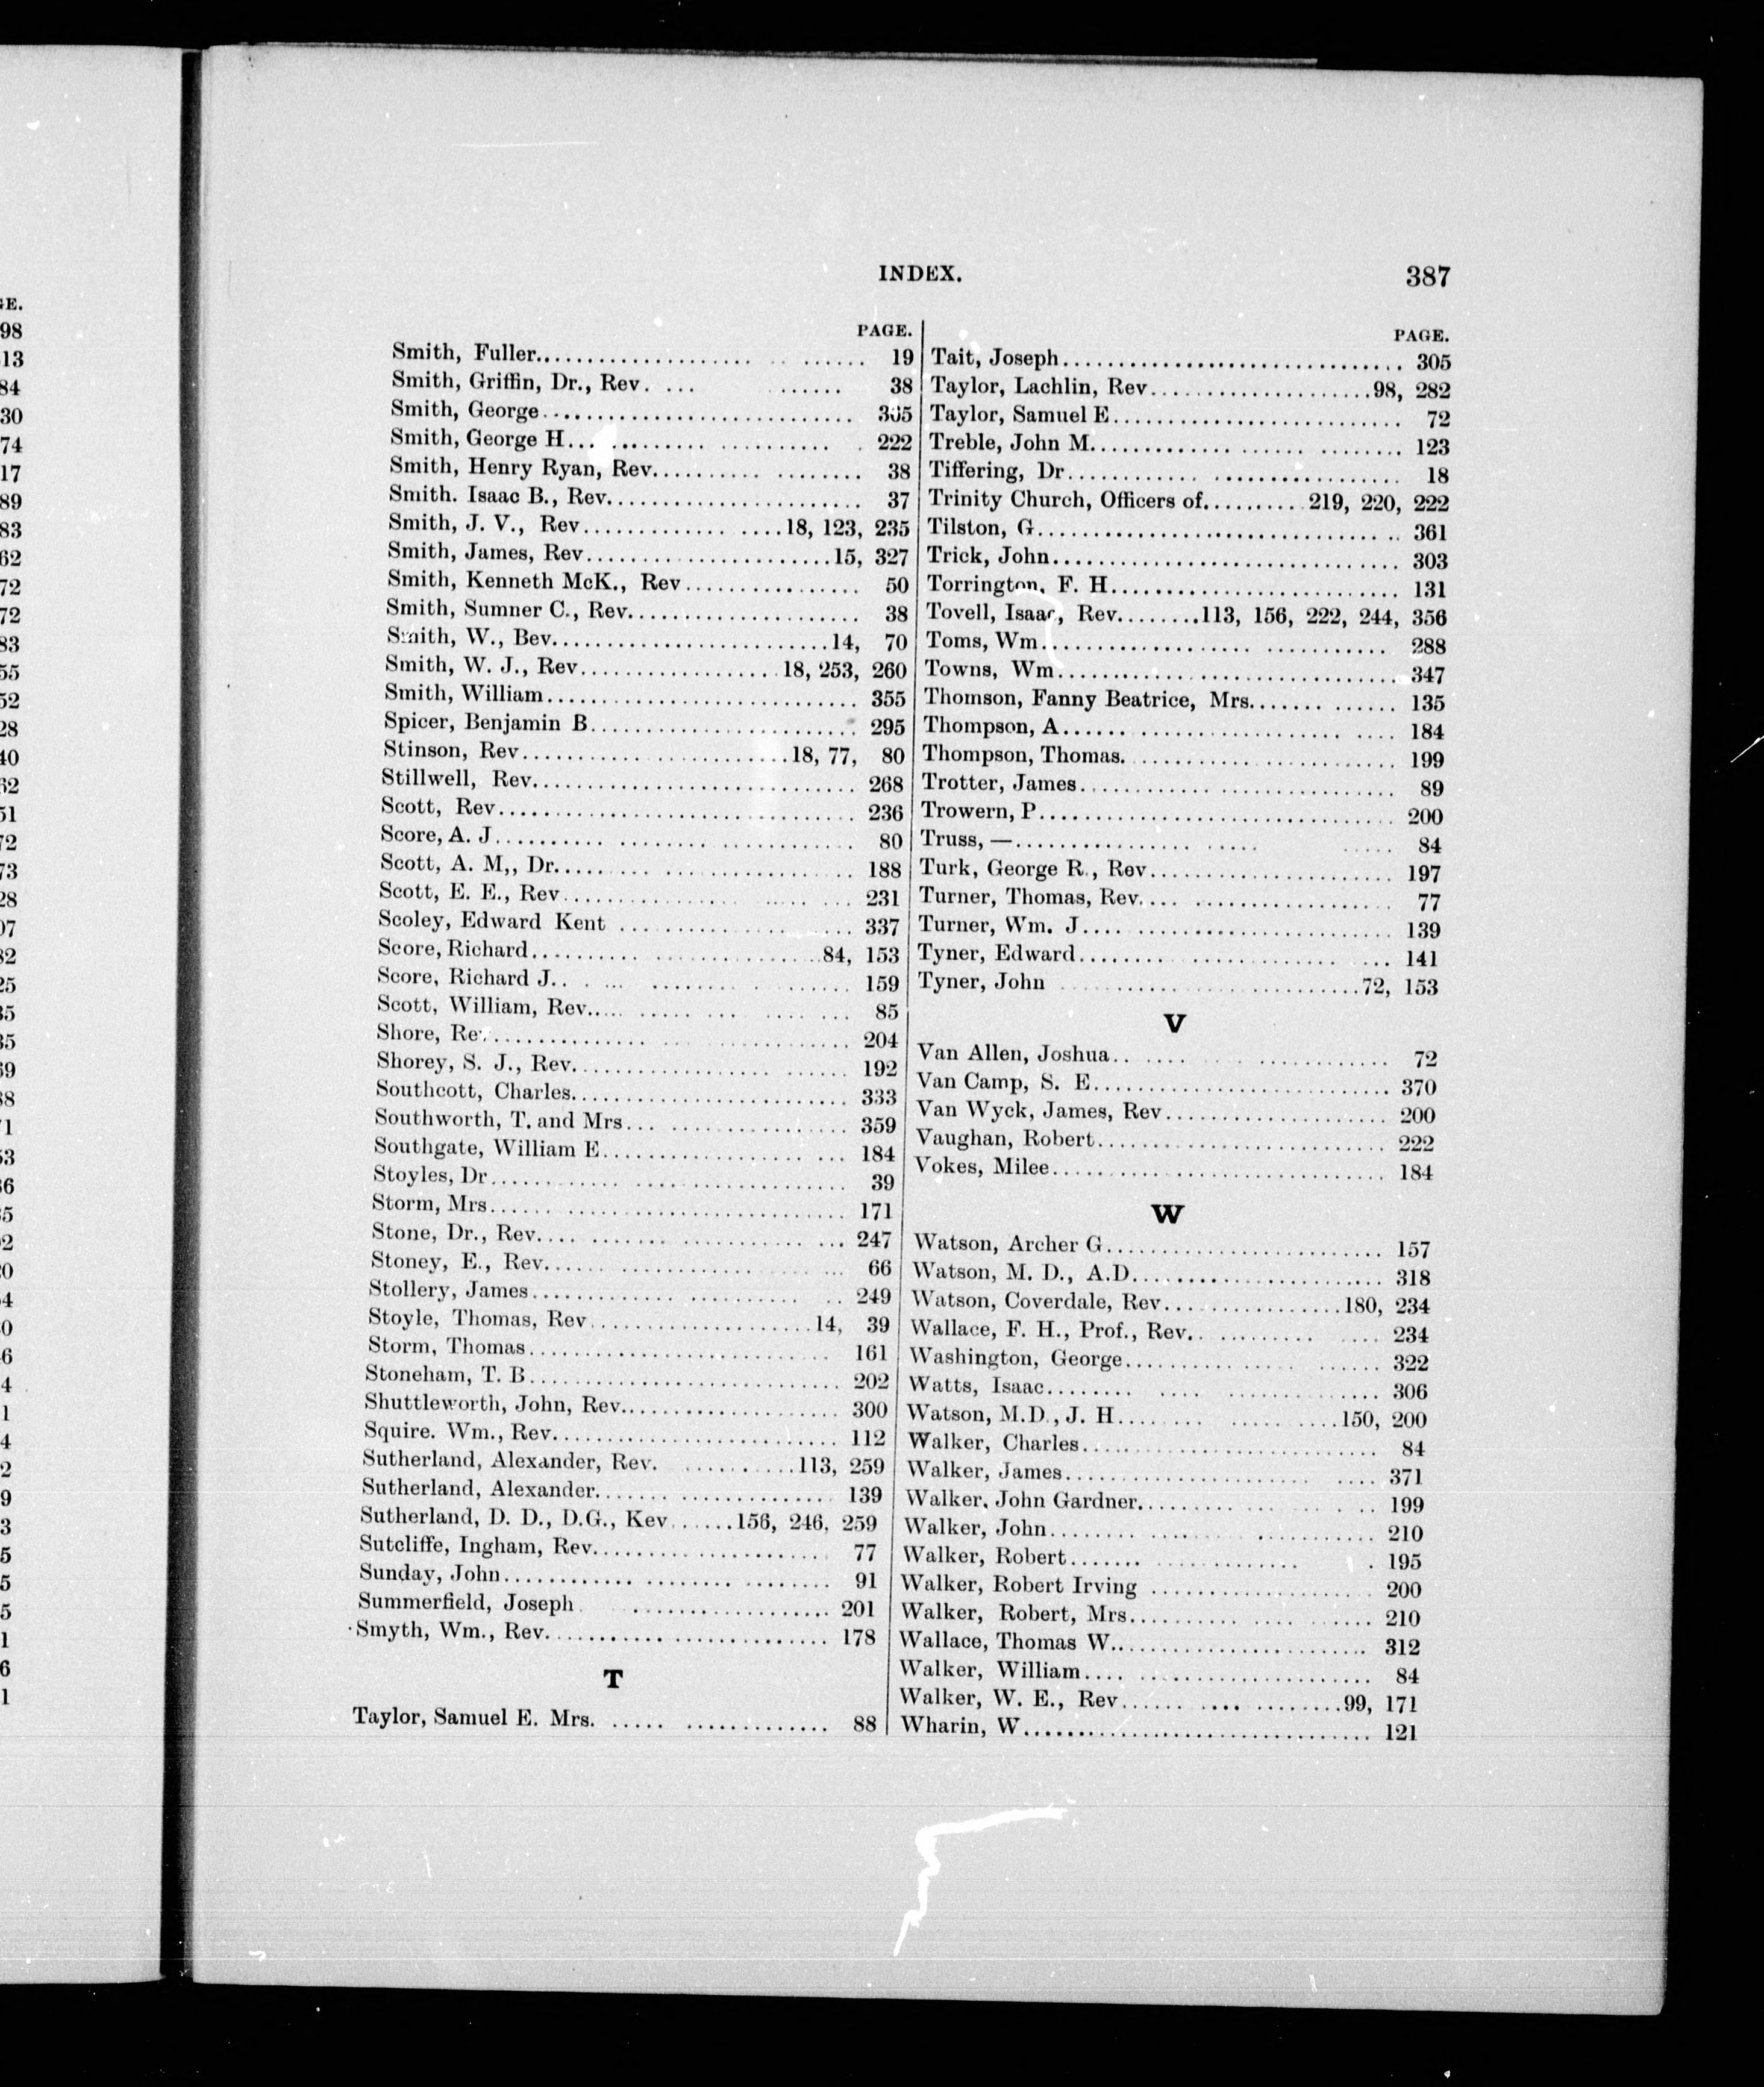 INDEX. 387
PAGE.
Smith, Fuller.................... .. ....... 19
Smith, Griffin, Dr., Rev. ... ....... 38
Smith, George............................ 305
Smith, George H... ................... . 222
Smith, Henry Ryan, Rev.......... ......... 38
Smith. Isaac B., Rev....................... 37
Smith, J. V., Rev..................18, 123, 235
Smith, James, Rev......................15, 327
Smith, Kenneth McK., Rev................ 50
Smith, Sumner C., Rev..................... 38
Smith, W., Bev.........................14, 70
Smith, W. J., Rev..................18, 253, 260
Smith, William............................ 355
Spicer, Benjamin B........................ 295
Stinson, Rev........................18, 77, 80
Stillwell, Rev............................. 268
Scott, Rev................................ 236
Score, A. J.......... ..................... 80
Scott, A. M,, Dr........................... 188
Scott, E. E., Rev.......................... 231
Scoley, Edward Kent ..................... 337
Score, Richard..........................84, 153
Score, Richard J.. . . ... .................. 159
Scott, William, Rev..... ...... .... ... 85
Shore, Rev............... .. ............ 204
Shorey, S. J., Rev......................... 192
Southcott, Charles......................... 333
Southworth, T. and Mrs... ................. 359
Southgate, William E...................... 184
Stoyles, Dr................................ 39
Storm, Mrs...... ......................... 171
Stone, Dr., Rev.... ......... ........... ... 247
Stoney, E., Rev...... .................. ... 66
Stollery, James............. .......... .. 249
Stoyle, Thomas, Rev....................14, 39
Storm, Thomas........................... 161
Stoneham, T. B............................ 202
Shuttleworth, John, Rev.................... 300
Squire. Wm., Rev.......................... 112
Sutherland, Alexander, Rev. ..........113, 259
Sutherland, Alexander...................... 139
Sutherland, D. D., D.G., Kev......156, 246, 259
Sutcliffe, Ingham, Rev..................... 77
Sunday, John............ ........ ........ 91
Summerfield, Joseph .................. 201
Smyth, Wm., Rev........................... 178
T
Taylor, Samuel E. Mrs. ..... ............. 88
PAGE.
Tait, Joseph............................... 305
Taylor, Lachlin, Rev....................98, 282
Taylor, Samuel E.......................... 72
Treble, John M.................. ........ 123
Tiffering, Dr............ ................. 18
Trinity Church, Officers of..........219, 220, 222
Tilston, G................................ .. 361
Trick, John............................... 303
Torrington, F. H.......................... 131
Tovell, Isaac, Rev........113, 156, 222, 244, 356
Toms, Wm................... ........... 288
Towns, Wm............................... 347
Thomson, Fanny Beatrice, Mrs....... ...... 135
Thompson, A...... .................. .... 184
Thompson, Thomas......................... 199
Trotter, James............ ................ 89
Trowern, P................................ 200
Truss, —................ ..... ..... 84
Turk, George R., Rev...................... 197
Turner, Thomas, Rev.... .................. 77
Turner, Wm. J.... ........................ 139
Tyner, Edward....................... ... 141
Tyner, John ...........................72, 153
V
Van Allen, Joshua.. .... ............ 72
Van Camp, S. E........................... 370
Van Wyck, James, Rev.................... 200
Vaughan, Robert.......................... 222
Vokes, Milee.............................. 184
W
Watson, Archer G......................... 157
Watson, M. D., A.D....................... 318
Watson, Coverdale, Rev................180, 234
Wallace, F. H., Prof., Rev.. ......... .... 234
Washington, George............... ...... 322
Watts, Isaac........ .... .............. 306
Watson, M.D., J. H........ ..........150, 200
Walker, Charles........................... 84
Walker, James...................... .... 371
Walker, John Gardner......... ... . . .. 199
Walker, John........ ..... ........... 210
Walker, Robert....... ............. . 195
Walker, Robert Irving .................... 200
Walker, Robert, Mrs........... .... ..... 210
Wallace, Thomas W........................ 312
Walker, William.... ..................... 84
Walker, W. E., Rev...... .... ........99, 171
Wharin, W................................ 121